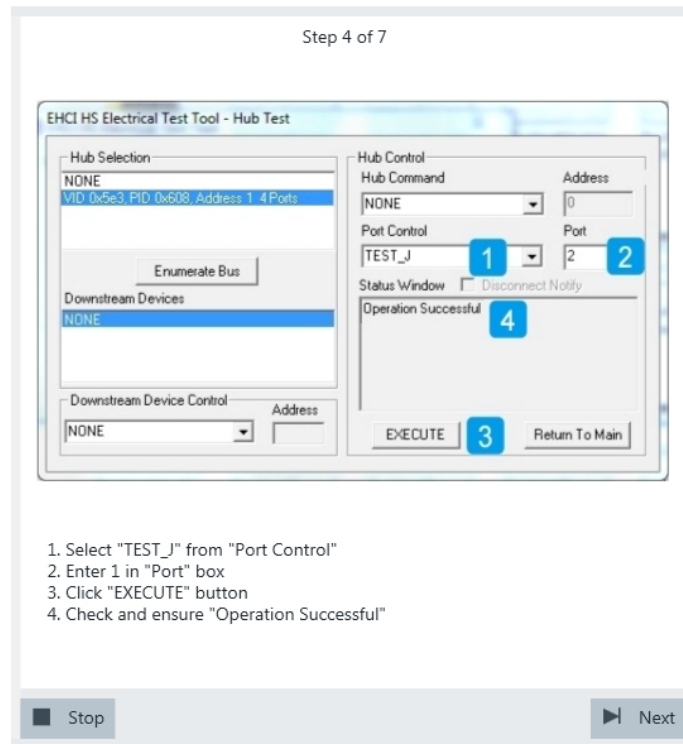 Step 4 of 7
EHCI HS Electrical Test Tool - Hub Test
Hub Selection
NONE
VID 0x5e3, PID 0x608, Address 1 4 Ports
Enumerate Bus
Downstream Devices
NONE
Downstream Device Control
Address
NONE
Hub Control
Hub Command
Address
NONE
0
Port Control
Port
TEST_J
1
2
2
Status Window
Disconnect Notify
Operation Successful
4
EXECUTE
3
Return To Main
1. Select "TEST_J" from "Port Control"
2. Enter 1 in "Port" box
3. Click "EXECUTE" button
4. Check and ensure "Operation Successful"
Stop
Next